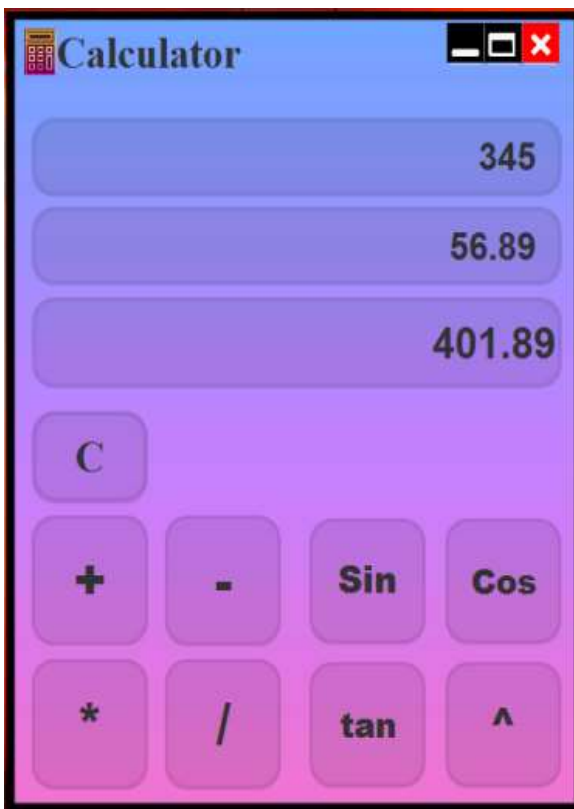 Calculator
345
56.89
401.89
C
+ - Sin Cos
* / tan ^